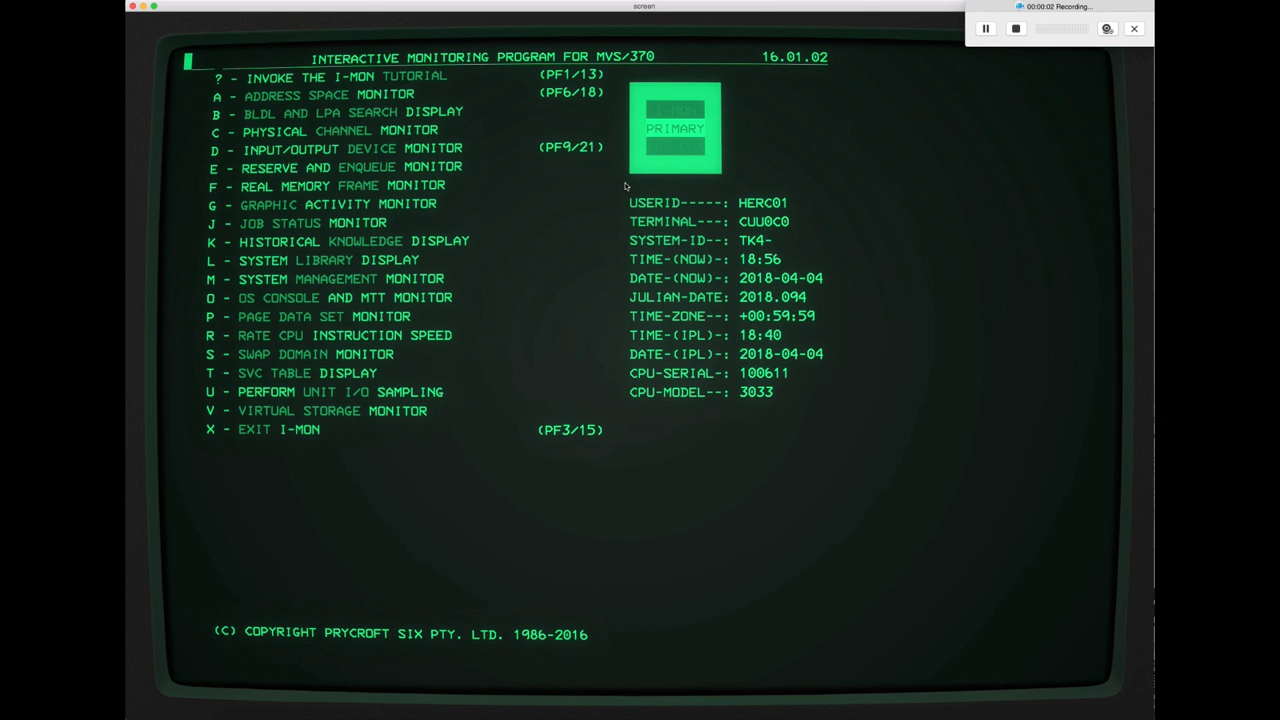 screen
00:00:02 Recording...
INTERACTIVE MONITORING PROGRAM FOR MVS/370 16.01.02
? - INVOKE THE I-MON TUTORIAL (PF1/13)
A - ADDRESS SPACE MONITOR (PF6/18)
B - BLDL AND LPA SEARCH DISPLAY
C - PHYSICAL CHANNEL MONITOR
D - INPUT/OUTPUT DEVICE MONITOR (PF9/21)
E - RESERVE AND ENQUEUE MONITOR
F - REAL MEMORY FRAME MONITOR
G - GRAPHIC ACTIVITY MONITOR
J - JOB STATUS MONITOR
K - HISTORICAL KNOWLEDGE DISPLAY
L - SYSTEM LIBRARY DISPLAY
M - SYSTEM MANAGEMENT MONITOR
O - OS CONSOLE AND MTT MONITOR
P - PAGE DATA SET MONITOR
R - RATE CPU INSTRUCTION SPEED
S - SWAP DOMAIN MONITOR
T - SVC TABLE DISPLAY
U - PERFORM UNIT I/O SAMPLING
V - VIRTUAL STORAGE MONITOR
X - EXIT I-MON (PF3/15)
I-MON
PRIMARY
USERID-----: HERC01
TERMINAL---: CUU0C0
SYSTEM-ID--: TK4-
TIME-(NOW)-: 18:56
DATE-(NOW)-: 2018-04-04
JULIAN-DATE: 2018.094
TIME-ZONE--: +00:59:59
TIME-(IPL)-: 18:40
DATE-(IPL)-: 2018-04-04
CPU-SERIAL-: 100611
CPU-MODEL--: 3033
(C) COPYRIGHT PRYCROFT SIX PTY. LTD. 1986-2016